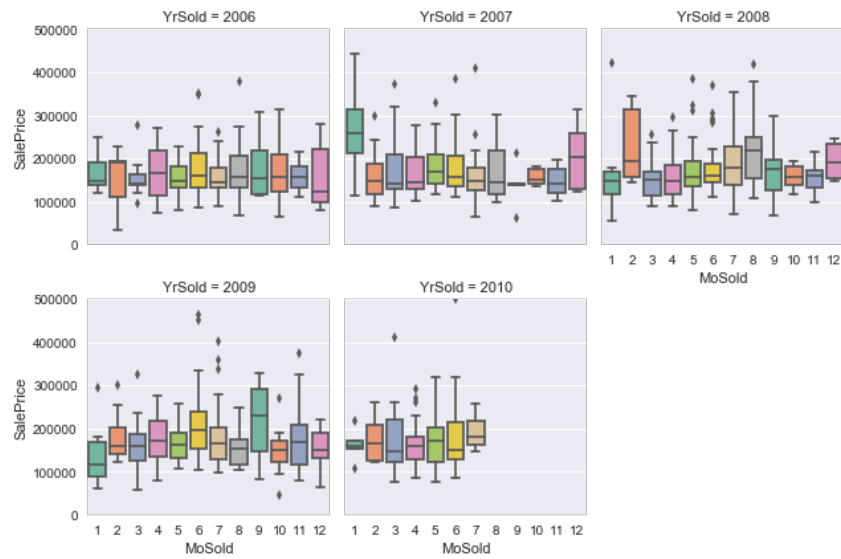 YrSold = 2006
YrSold = 2007
YrSold = 2008
500000
400000
300000
200000
100000
0
SalePrice
1 2 3 4 5 6 7 8 9 10 11 12
MoSold
YrSold = 2009
YrSold = 2010
500000
400000
300000
200000
100000
0
SalePrice
1 2 3 4 5 6 7 8 9 10 11 12
MoSold
1 2 3 4 5 6 7 8 9 10 11 12
MoSold